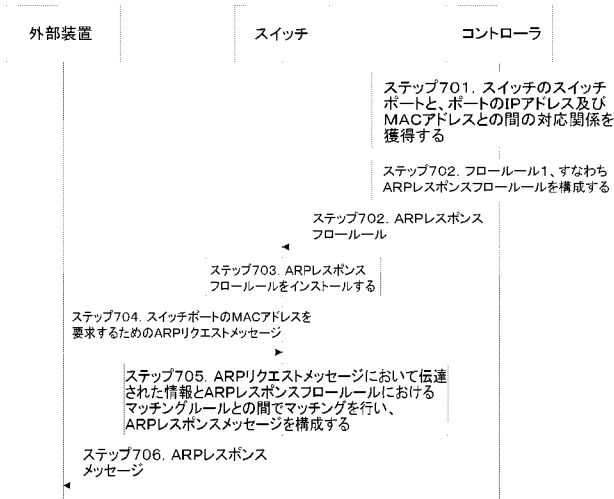 外部装置
スイッチ
コントローラ
ステップ701. スイッチのスイッチ
ポートと、ポートのIPアドレス及び
MACアドレスとの間の対応関係を
獲得する
ステップ702. フロールール1、すなわち
ARPレスポンスフロールールを構成する
ステップ702. ARPレスポンス
フロールール
ステップ703. ARPレスポンス
フロールールをインストールする
ステップ704. スイッチポートのMACアドレスを
要求するためのARPリクエストメッセージ
ステップ705. ARPリクエストメッセージにおいて伝達
された情報とARPレスポンスフロールールにおける
マッチングルールとの間でマッチングを行い、
ARPレスポンスメッセージを構成する
ステップ706. ARPレスポンス
メッセージ